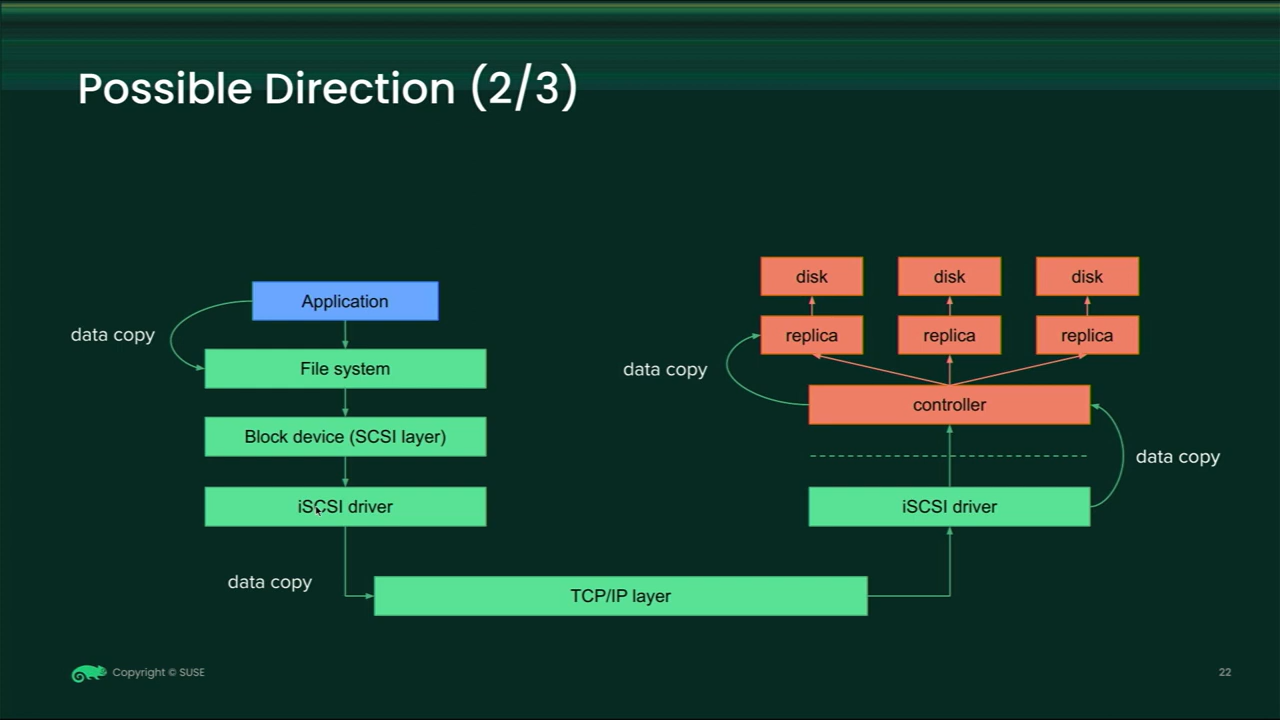 Possible Direction (2/3)
Application
data copy
File system
Block device (SCSI layer)
iSCSI driver
data copy
TCP/IP layer
disk
disk
disk
replica
replica
replica
data copy
controller
data copy
iSCSI driver
Copyright © SUSE
22